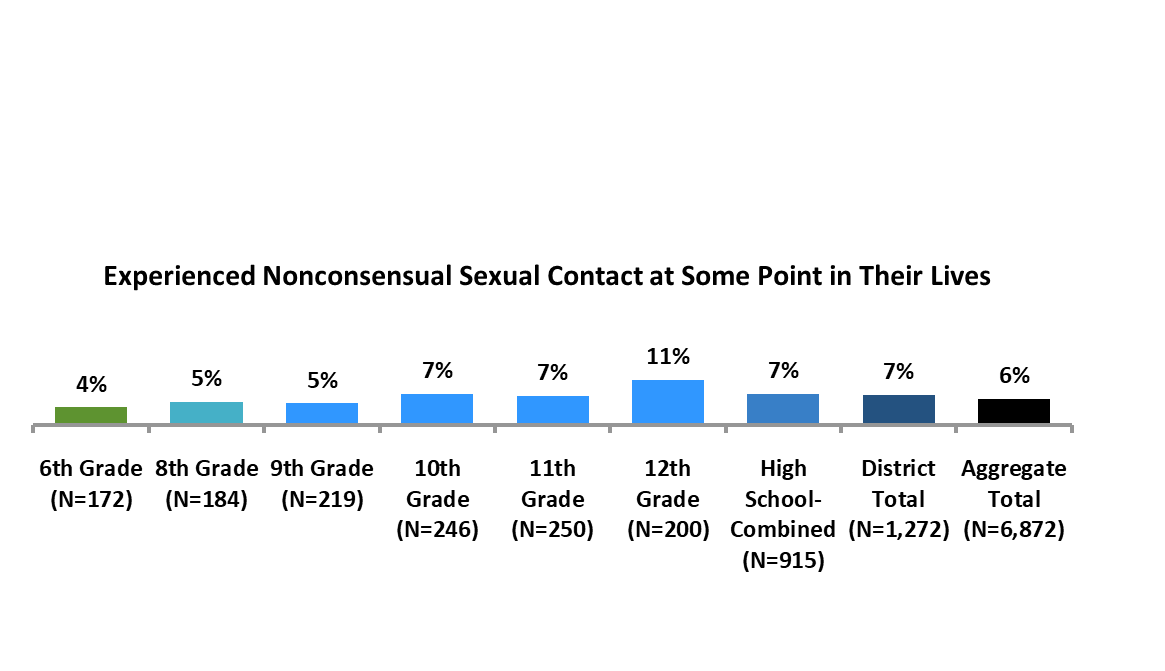 Experienced Nonconsensual Sexual Contact at Some Point in Their Lives
4%
5%
5%
7%
7%
11%
7%
7%
6%
6th Grade
(N=172)
8th Grade
(N=184)
9th Grade
(N=219)
10th
Grade
(N=246)
11th
Grade
(N=250)
12th
Grade
(N=200)
High
School-
Combined
(N=915)
District
Total
(N=1,272)
Aggregate
Total
(N=6,872)